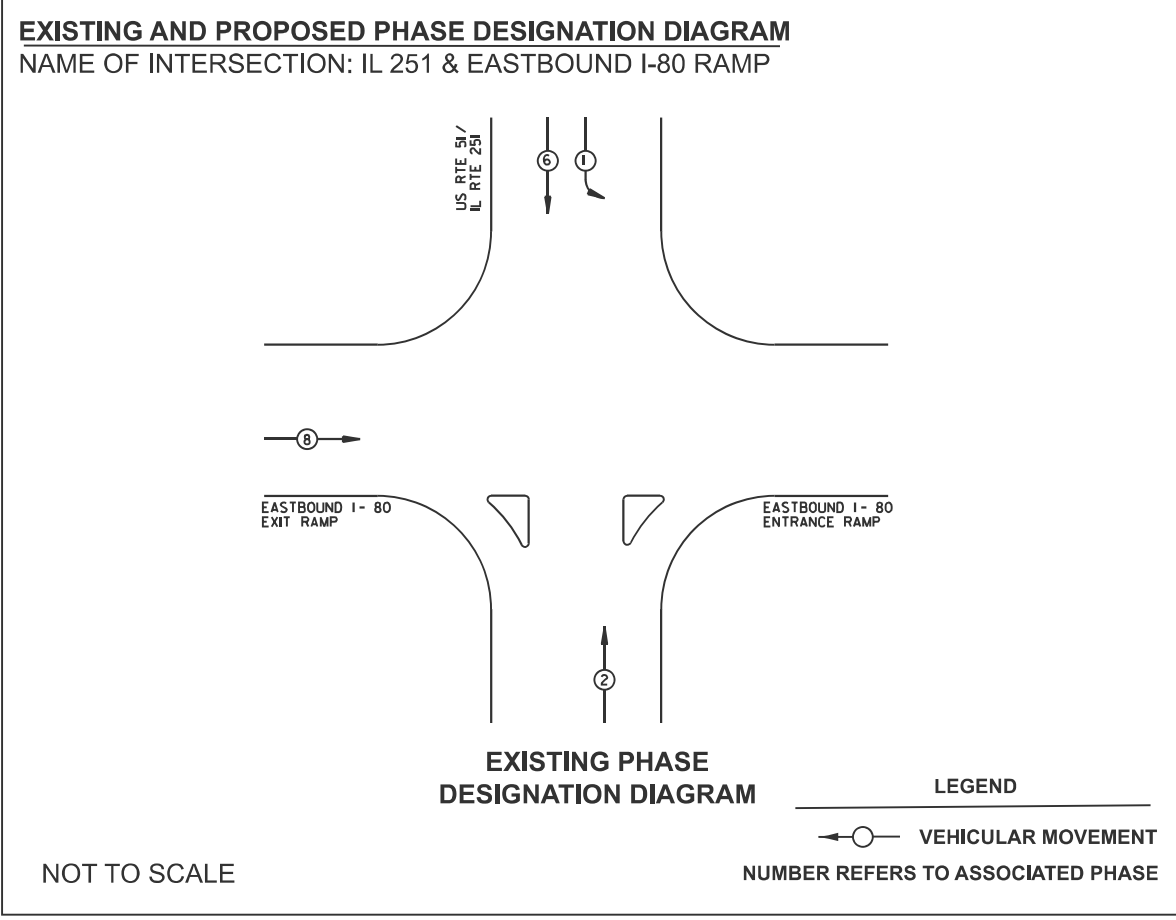 EXISTING AND PROPOSED PHASE DESIGNATION DIAGRAM
NAME OF INTERSECTION: IL 251 & EASTBOUND I-80 RAMP
US RTE 51/
IL RTE 251
6
1
8
EASTBOUND I - 80
EXIT RAMP
EASTBOUND I - 80
ENTRANCE RAMP
2
EXISTING PHASE
DESIGNATION DIAGRAM
LEGEND
VEHICULAR MOVEMENT
NUMBER REFERS TO ASSOCIATED PHASE
NOT TO SCALE